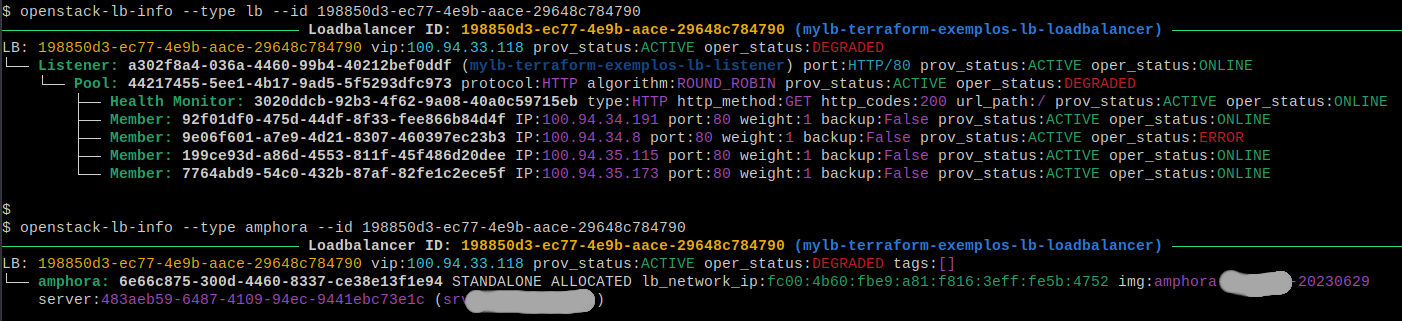 $ openstack-lb-info --type lb --id 198850d3-ec77-4e9b-aace-29648c784790
Loadbalancer ID: 198850d3-ec77-4e9b-aace-29648c784790 (mylb-terraform-exemplos-lb-loadbalancer)
LB: 198850d3-ec77-4e9b-aace-29648c784790 vip:100.94.33.118 prov_status:ACTIVE oper_status:DEGRADED
Listener: a302f8a4-036a-4460-99b4-40212bef0ddf (mylb-terraform-exemplos-lb-listener) port:HTTP/80 prov_status:ACTIVE oper_status:ONLINE
Pool: 44217455-5ee1-4b17-9ad5-5f5293dfc973 protocol:HTTP algorithm:ROUND_ROBIN prov_status:ACTIVE oper_status:DEGRADED
Health Monitor: 3020ddcb-92b3-4f62-9a08-40a0c59715eb type:HTTP http_method:GET http_codes:200 url_path:/ prov_status:ACTIVE oper_status:ONLINE
Member: 92f01df0-475d-44df-8f33-fee866b84d4f IP:100.94.34.191 port:80 weight:1 backup:False prov_status:ACTIVE oper_status:ONLINE
Member: 9e06f601-a7e9-4d21-8307-460397ec23b3 IP:100.94.34.8 port:80 weight:1 backup:False prov_status:ACTIVE oper_status:ERROR
Member: 199ce93d-a86d-4553-811f-45f486d20dee IP:100.94.35.115 port:80 weight:1 backup:False prov_status:ACTIVE oper_status:ONLINE
Member: 7764abd9-54c0-432b-87af-82fe1c2ece5f IP:100.94.35.173 port:80 weight:1 backup:False prov_status:ACTIVE oper_status:ONLINE
$
$ openstack-lb-info --type amphora --id 198850d3-ec77-4e9b-aace-29648c784790
Loadbalancer ID: 198850d3-ec77-4e9b-aace-29648c784790 (mylb-terraform-exemplos-lb-loadbalancer)
LB: 198850d3-ec77-4e9b-aace-29648c784790 vip:100.94.33.118 prov_status:ACTIVE oper_status:DEGRADED tags:[]
amphora: 6e66c875-300d-4460-8337-ce38e13f1e94 STANDALONE ALLOCATED lb_network_ip:fc00:4b60:fbe9:a81:f816:3eff:fe5b:4752 img:amphora -20230629
server:483aeb59-6487-4109-94ec-9441ebc73e1c (srv )